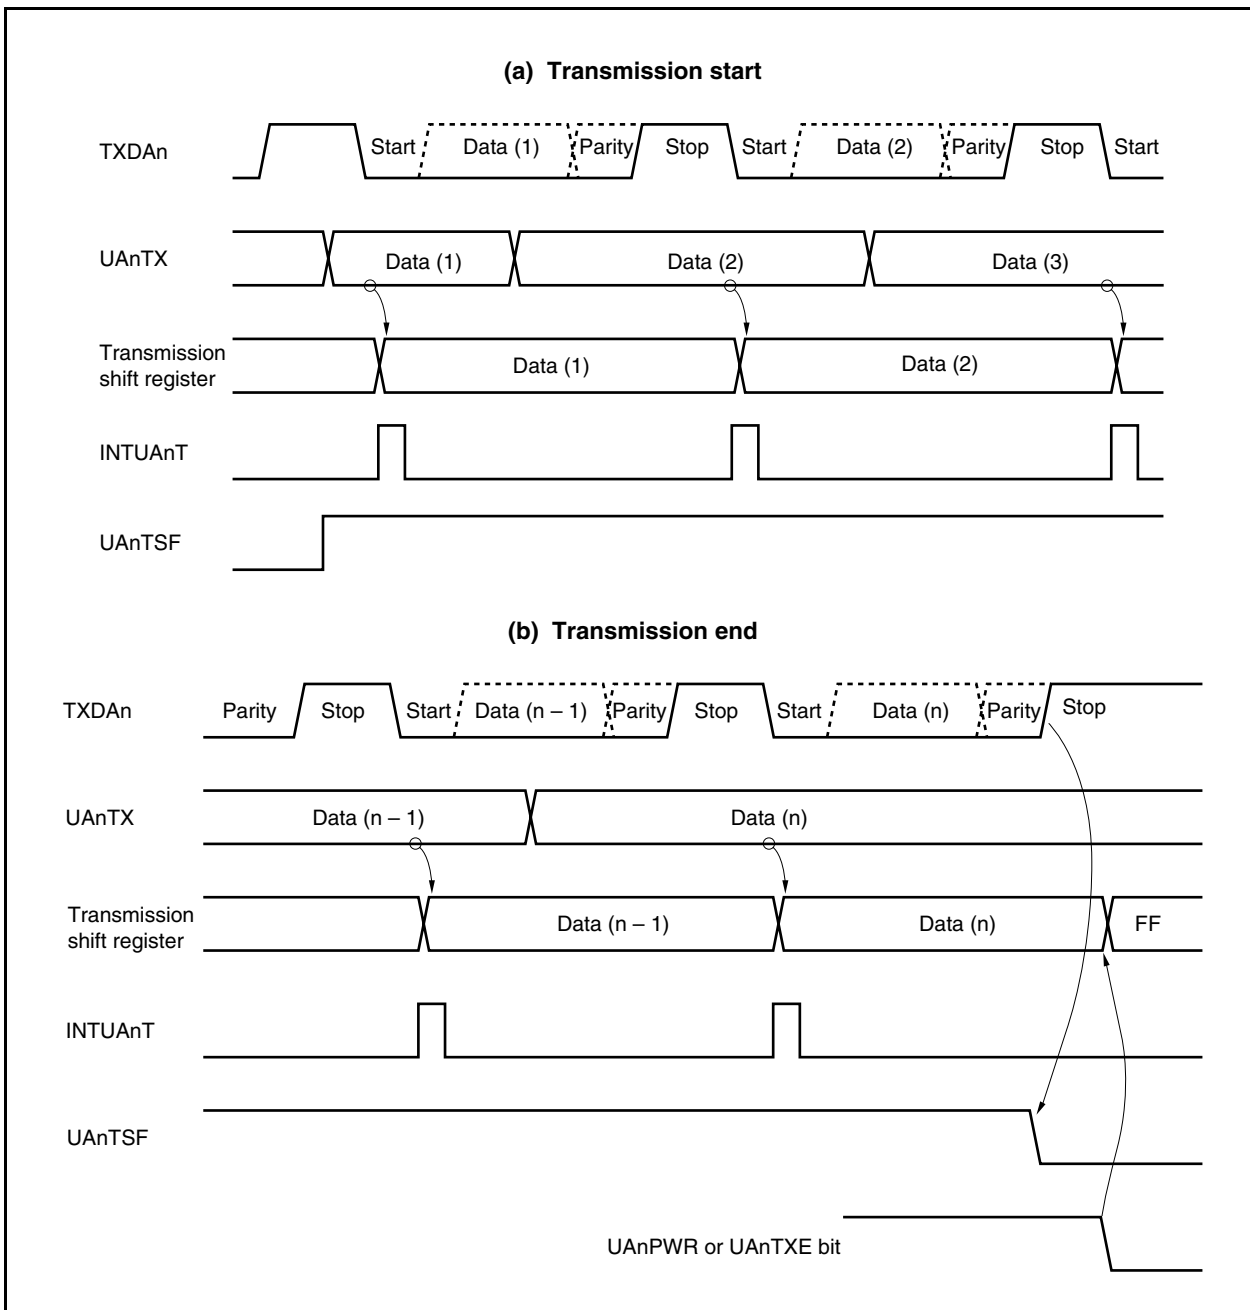 (a) Transmission start
TXDAn
Start Data (1) Parity Stop Start Data (2) Parity Stop Start
UAnTX
Data (1) Data (2) Data (3)
Transmission
shift register
Data (1) Data (2)
INTUAnT
UAnTSF
(b) Transmission end
TXDAn
Parity Stop Start Data (n – 1) Parity Stop Start Data (n) Parity Stop
UAnTX
Data (n – 1) Data (n)
Transmission
shift register
Data (n – 1) Data (n) FF
INTUAnT
UAnTSF
UAnPWR or UAnTXE bit